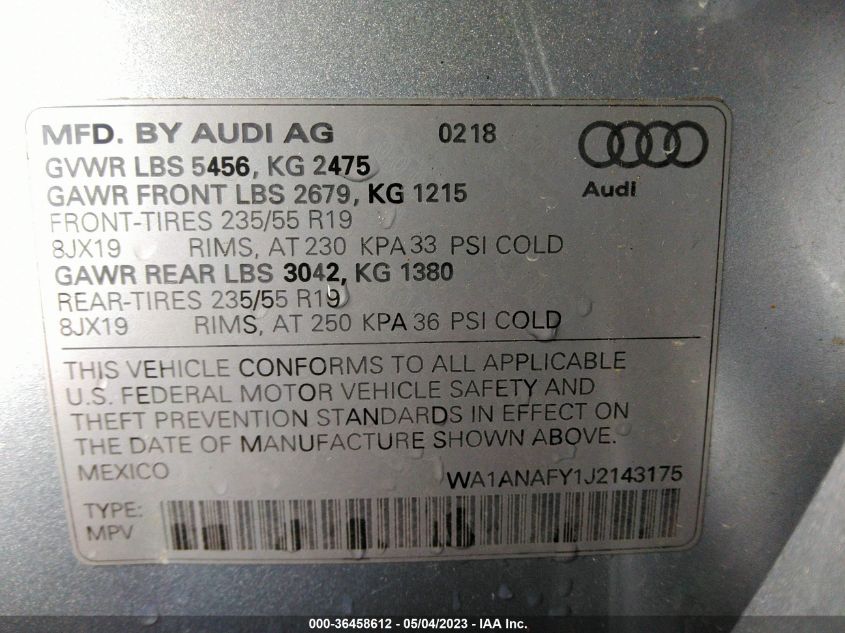 MFD. BY AUDI AG 0218
GVWR LBS 5456, KG 2475
GAWR FRONT LBS 2679, KG 1215
Audi
FRONT-TIRES 235/55 R19
8JX19 RIMS, AT 230 KPA 33 PSI COLD
GAWR REAR LBS 3042, KG 1380
REAR-TIRES 235/55 R19
8JX19 RIMS, AT 250 KPA 36 PSI COLD
THIS VEHICLE CONFORMS TO ALL APPLICABLE
U.S. FEDERAL MOTOR VEHICLE SAFETY AND
THEFT PREVENTION STANDARDS IN EFFECT ON
THE DATE OF MANUFACTURE SHOWN ABOVE.
MEXICO WA1ANAFY1J2143175
TYPE:
MPV
000-36458612 - 05/04/2023 - IAA Inc.